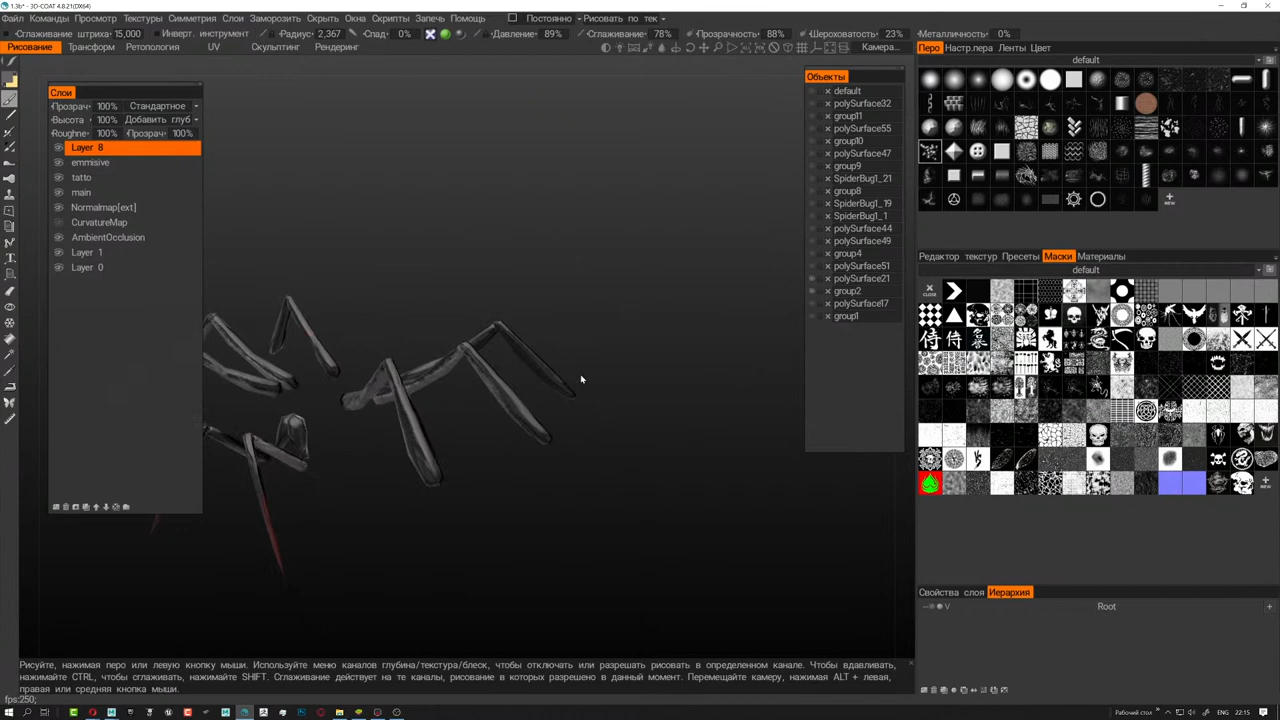 1.3b* - 3D-COAT 4.8.21(DX64)
Файл Команды Просмотр Текстуры Симметрия Слои Заморозить Скрыть Окна Скрипты Запечь Помощь Постоянно Рисовать по тек
Сглаживание штриха 15,000 Инверт. инструмент Радиус 2,367 Спад 0% Давление 89% Сглаживание 78% Прозрачность 88% Шероховатость 23% Металличность 0%
Рисование Трансформ Ретопология UV Скульптинг Рендеринг Камера...
Перо Настр.пера Ленты Цвет
default
Объекты
default
polySurface32
group11
polySurface55
group10
polySurface47
group9
SpiderBug1_21
group8
SpiderBug1_19
SpiderBug1_1
polySurface44
polySurface49
group4
polySurface51
polySurface21
group2
polySurface17
group1
Слои
Прозрач 100% Стандартное
Высота 100% Добавить глуб
Roughne 100% Прозрач 100%
Layer 8
emmisive
tatto
main
Normalmap[ext]
CurvatureMap
AmbientOcclusion
Layer 1
Layer 0
NEW
Редактор текстур Пресеты Маски Материалы
default
CLOSE
NEW
Свойства слоя Иерархия
V Root
Рисуйте, нажимая перо или левую кнопку мыши. Используйте меню каналов глубина/текстура/блеск, чтобы отключить или разрешать рисовать в определенном канале. Чтобы вдавливать,
нажимайте CTRL, чтобы сглаживать, нажимайте SHIFT. Сглаживание действует на те каналы, рисование в которых разрешено в данный момент. Перемещайте камеру, нажимая ALT + левая,
правая или средняя кнопка мыши.
fps:250;
Рабочий стол ENG 22:15